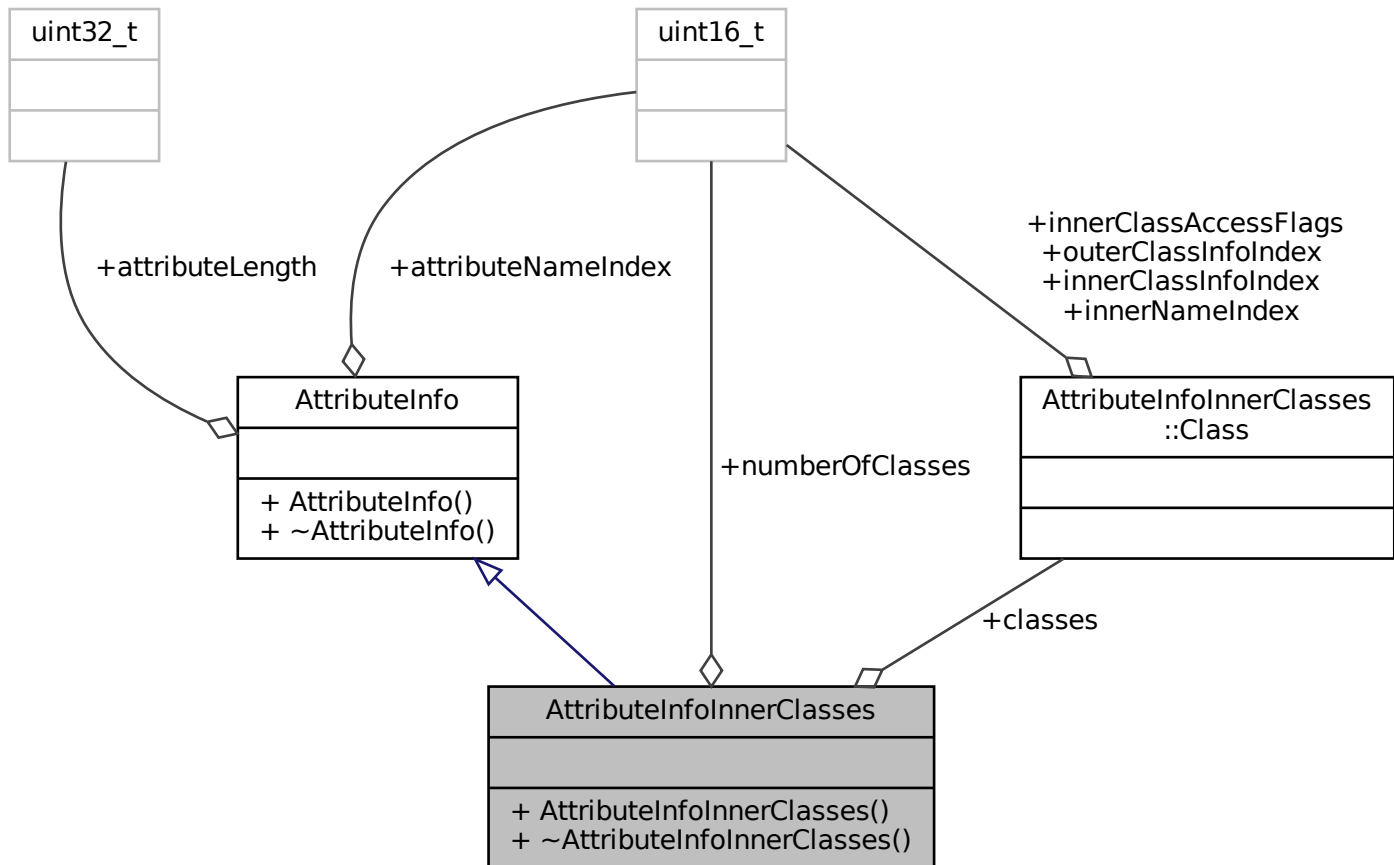 uint32_t
uint16_t
+innerClassAccessFlags
+outerClassInfoIndex
+innerClassInfoIndex
+innerNameIndex
+attributeLength
+attributeNameIndex
AttributeInfo
+ AttributeInfo()
+ ~AttributeInfo()
+numberOfClasses
AttributeInfoInnerClasses
::Class
+classes
AttributeInfoInnerClasses
+ AttributeInfoInnerClasses()
+ ~AttributeInfoInnerClasses()